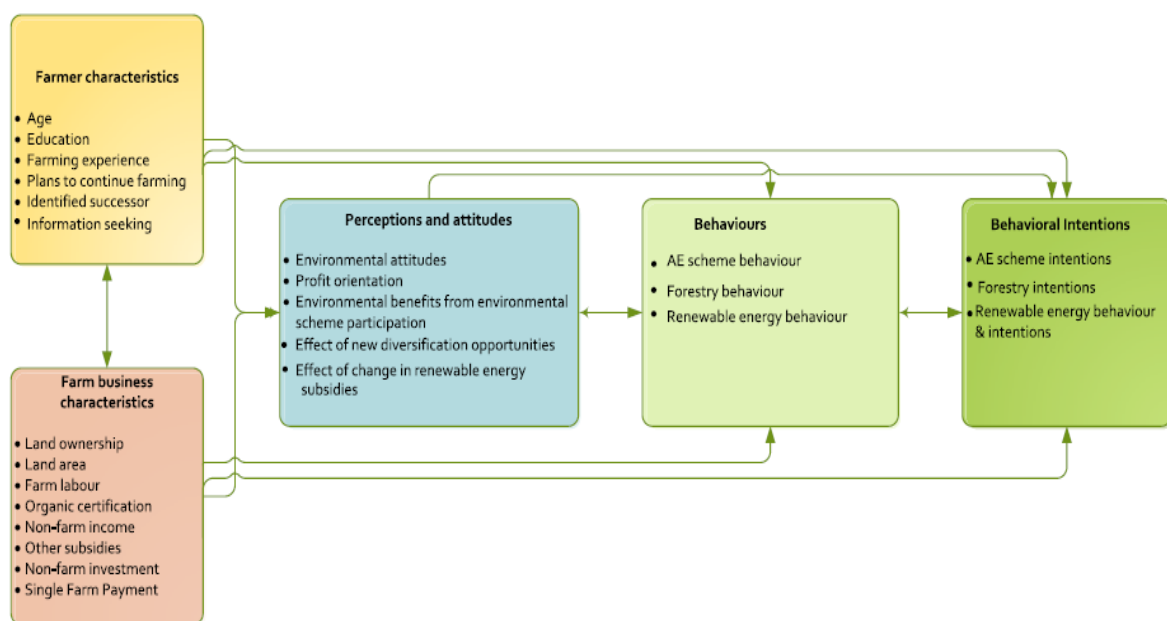 Farmer characteristics
• Age
• Education
• Farming experience
• Plans to continue farming
• Identified successor
• Information seeking
Farm business
characteristics
• Land ownership
• Land area
• Farm labour
• Organic certification
• Non-farm income
• Other subsidies
• Non-farm investment
• Single Farm Payment
Perceptions and attitudes
• Environmental attitudes
• Profit orientation
• Environmental benefits from environmental
scheme participation
• Effect of new diversification opportunities
• Effect of change in renewable energy
subsidies
Behaviours
• AE scheme behaviour
• Forestry behaviour
• Renewable energy behaviour
Behavioral Intentions
• AE scheme intentions
• Forestry intentions
• Renewable energy behaviour
& intentions